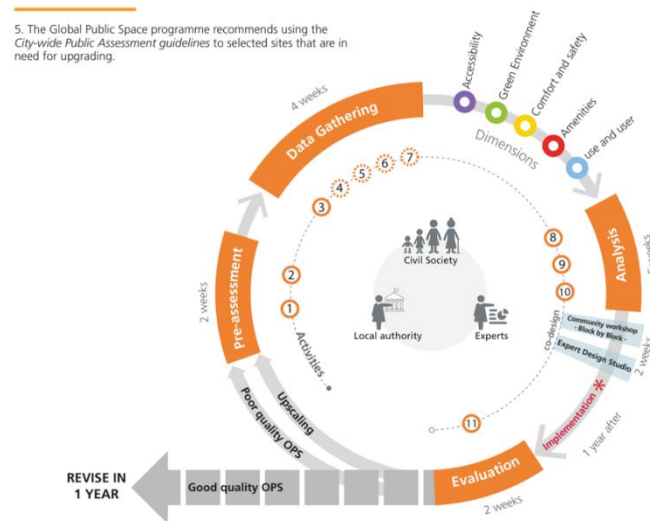 5. The Global Public Space programme recommends using the
City-wide Public Assessment guidelines to selected sites that are in
need for upgrading.
Accessibility
Green Environment
Comfort and safety
Amenities
use and user
Dimensions
4 weeks
Data Gathering
7
6
5
4
3
2
1
Activities
2 weeks
Pre-assessment
Civil Society
Local authority
Experts
8
9
10
11
Analysis
weeks
co-design
Community workshop
- Block by Block -
Expert Design Studio
2 weeks
Implementation *
1 year after
Evaluation
2 weeks
Upscaling
Poor quality OPS
Good quality OPS
REVISE IN
1 YEAR